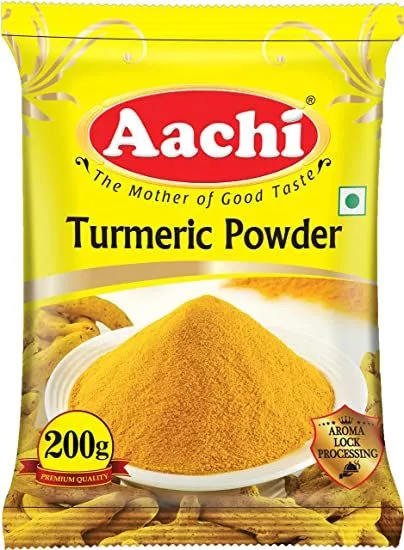 Aachi®
The Mother of Good Taste
Turmeric Powder
200g
PREMIUM QUALITY
AROMA
LOCK
PROCESSING